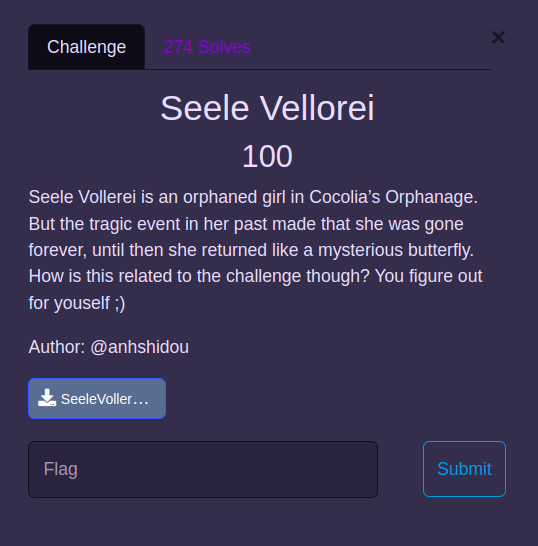 Challenge
274 Solves
×
Seele Vellorei
100
Seele Vollerei is an orphaned girl in Cocolia’s Orphanage.
But the tragic event in her past made that she was gone
forever, until then she returned like a mysterious butterfly.
How is this related to the challenge though? You figure out
for youself ;)
Author: @anhshidou
SeeleVoller...
Flag
Submit